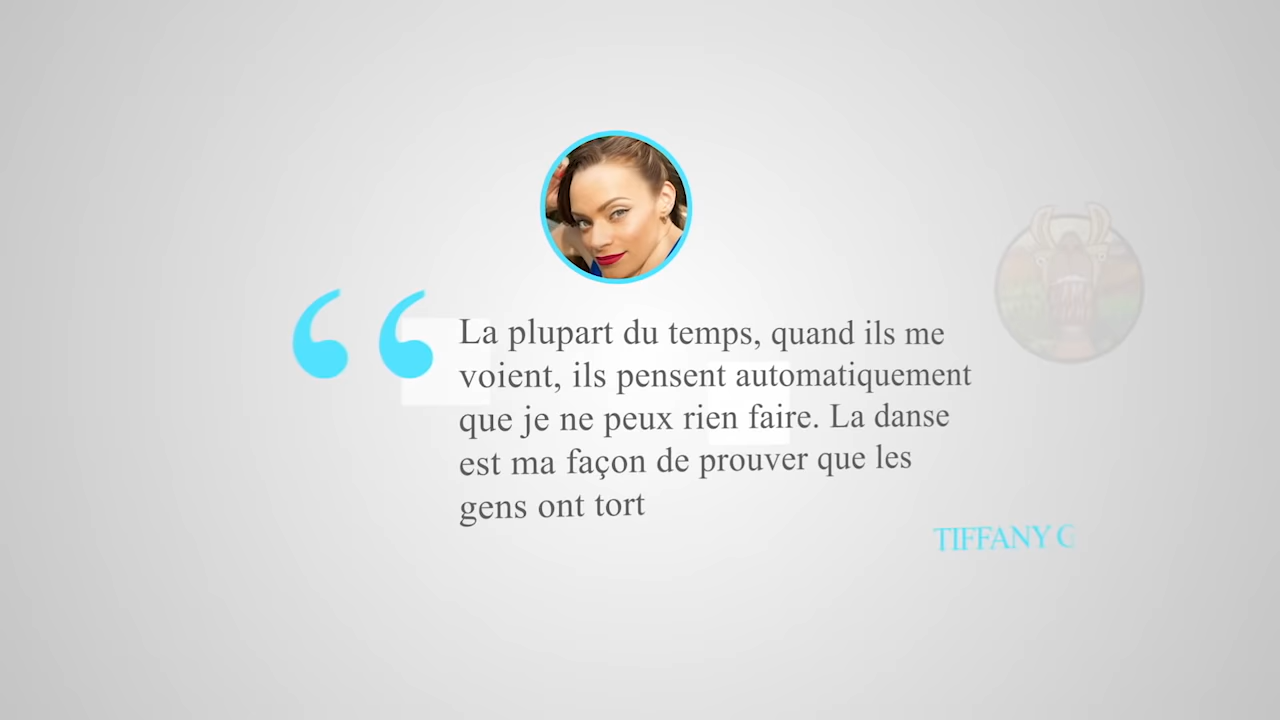 La plupart du temps, quand ils me
voient, ils pensent automatiquement
que je ne peux rien faire. La danse
est ma façon de prouver que les
gens ont tort
TIFFANY G